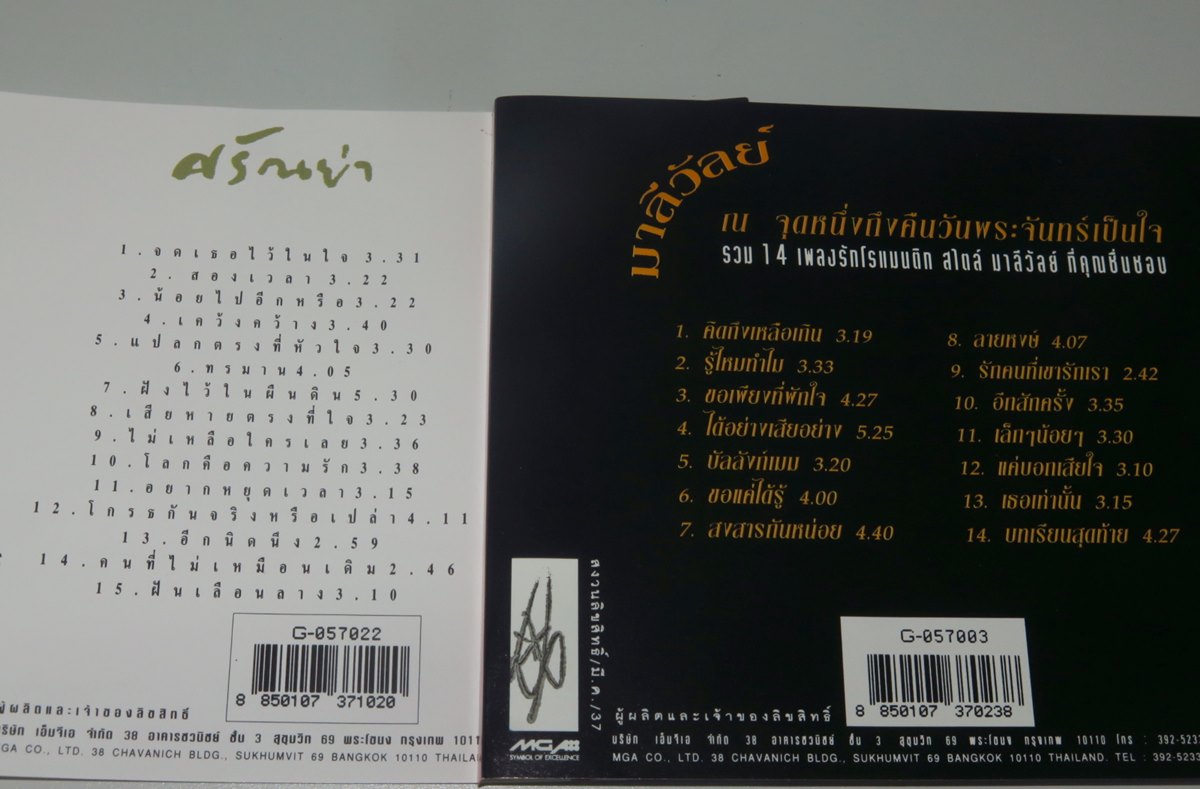 ศรัณย่า
1. จดเธอไว้ในใจ 3.31
2. สองเวลา 3.22
3. น้อยไปอีกหรือ 3.22
4. เคว้งคว้าง 3.40
5. แปลกตรงที่หัวใจ 3.30
6. ทรมาน 4.05
7. ฝังไว้ในผืนดิน 5.30
8. เสียหายตรงที่ใจ 3.23
9. ไม่เหลือใครเลย 3.36
10. โลกคือความรัก 3.38
11. อยากหยุดเวลา 3.15
12. โกรธกันจริงหรือเปล่า 4.11
13. อีกนิดนึง 2.59
14. คนที่ไม่เหมือนเดิม 2.46
15. ฝันเลือนลาง 3.10
G-057022
8 850107 371020
ผู้ผลิตและเจ้าของลิขสิทธิ์
บริษัท เอ็มจีเอ จำกัด 38 อาคารชวนิชย์ ชั้น 3 สุขุมวิท 69 พระโขนง กรุงเทพ 1011
MGA CO., LTD. 38 CHAVANICH BLDG., SUKHUMVIT 69 BANGKOK 10110 THAILAN
มาลีวัลย์
ณ จุดหนึ่งถึงคืนวันพระจันทร์เป็นใจ
รวม 14 เพลงรักโรแมนติก สไตล์ มาลีวัลย์ ที่คุณชื่นชอบ
1. คิดถึงเหลือเกิน 3.19
2. รู้ไหมทำไม 3.33
3. ขอเพียงที่พักใจ 4.27
4. ได้อย่างเสียอย่าง 5.25
5. บัลลังก์เมฆ 3.20
6. ขอแค่ได้รู้ 4.00
7. สงสารกันหน่อย 4.40
8. ลายหงษ์ 4.07
9. รักคนที่เขารักเรา 2.42
10. อีกสักครั้ง 3.35
11. เล็กๆน้อยๆ 3.30
12. แค่บอกเสียใจ 3.10
13. เธอเท่านั้น 3.15
14. บทเรียนสุดท้าย 4.27
สงวนลิขสิทธิ์/มี.ค./37
MGA
SYMBOL OF EXCELLENCE
G-057003
8 850107 370238
ผู้ผลิตและเจ้าของลิขสิทธิ์
บริษัท เอ็มจีเอ จำกัด 38 อาคารชวนิชย์ ชั้น 3 สุขุมวิท 69 พระโขนง กรุงเทพ 10110 โทร : 392-5233
MGA CO., LTD. 38 CHAVANICH BLDG., SUKHUMVIT 69 BANGKOK 10110 THAILAND. TEL : 392-5233